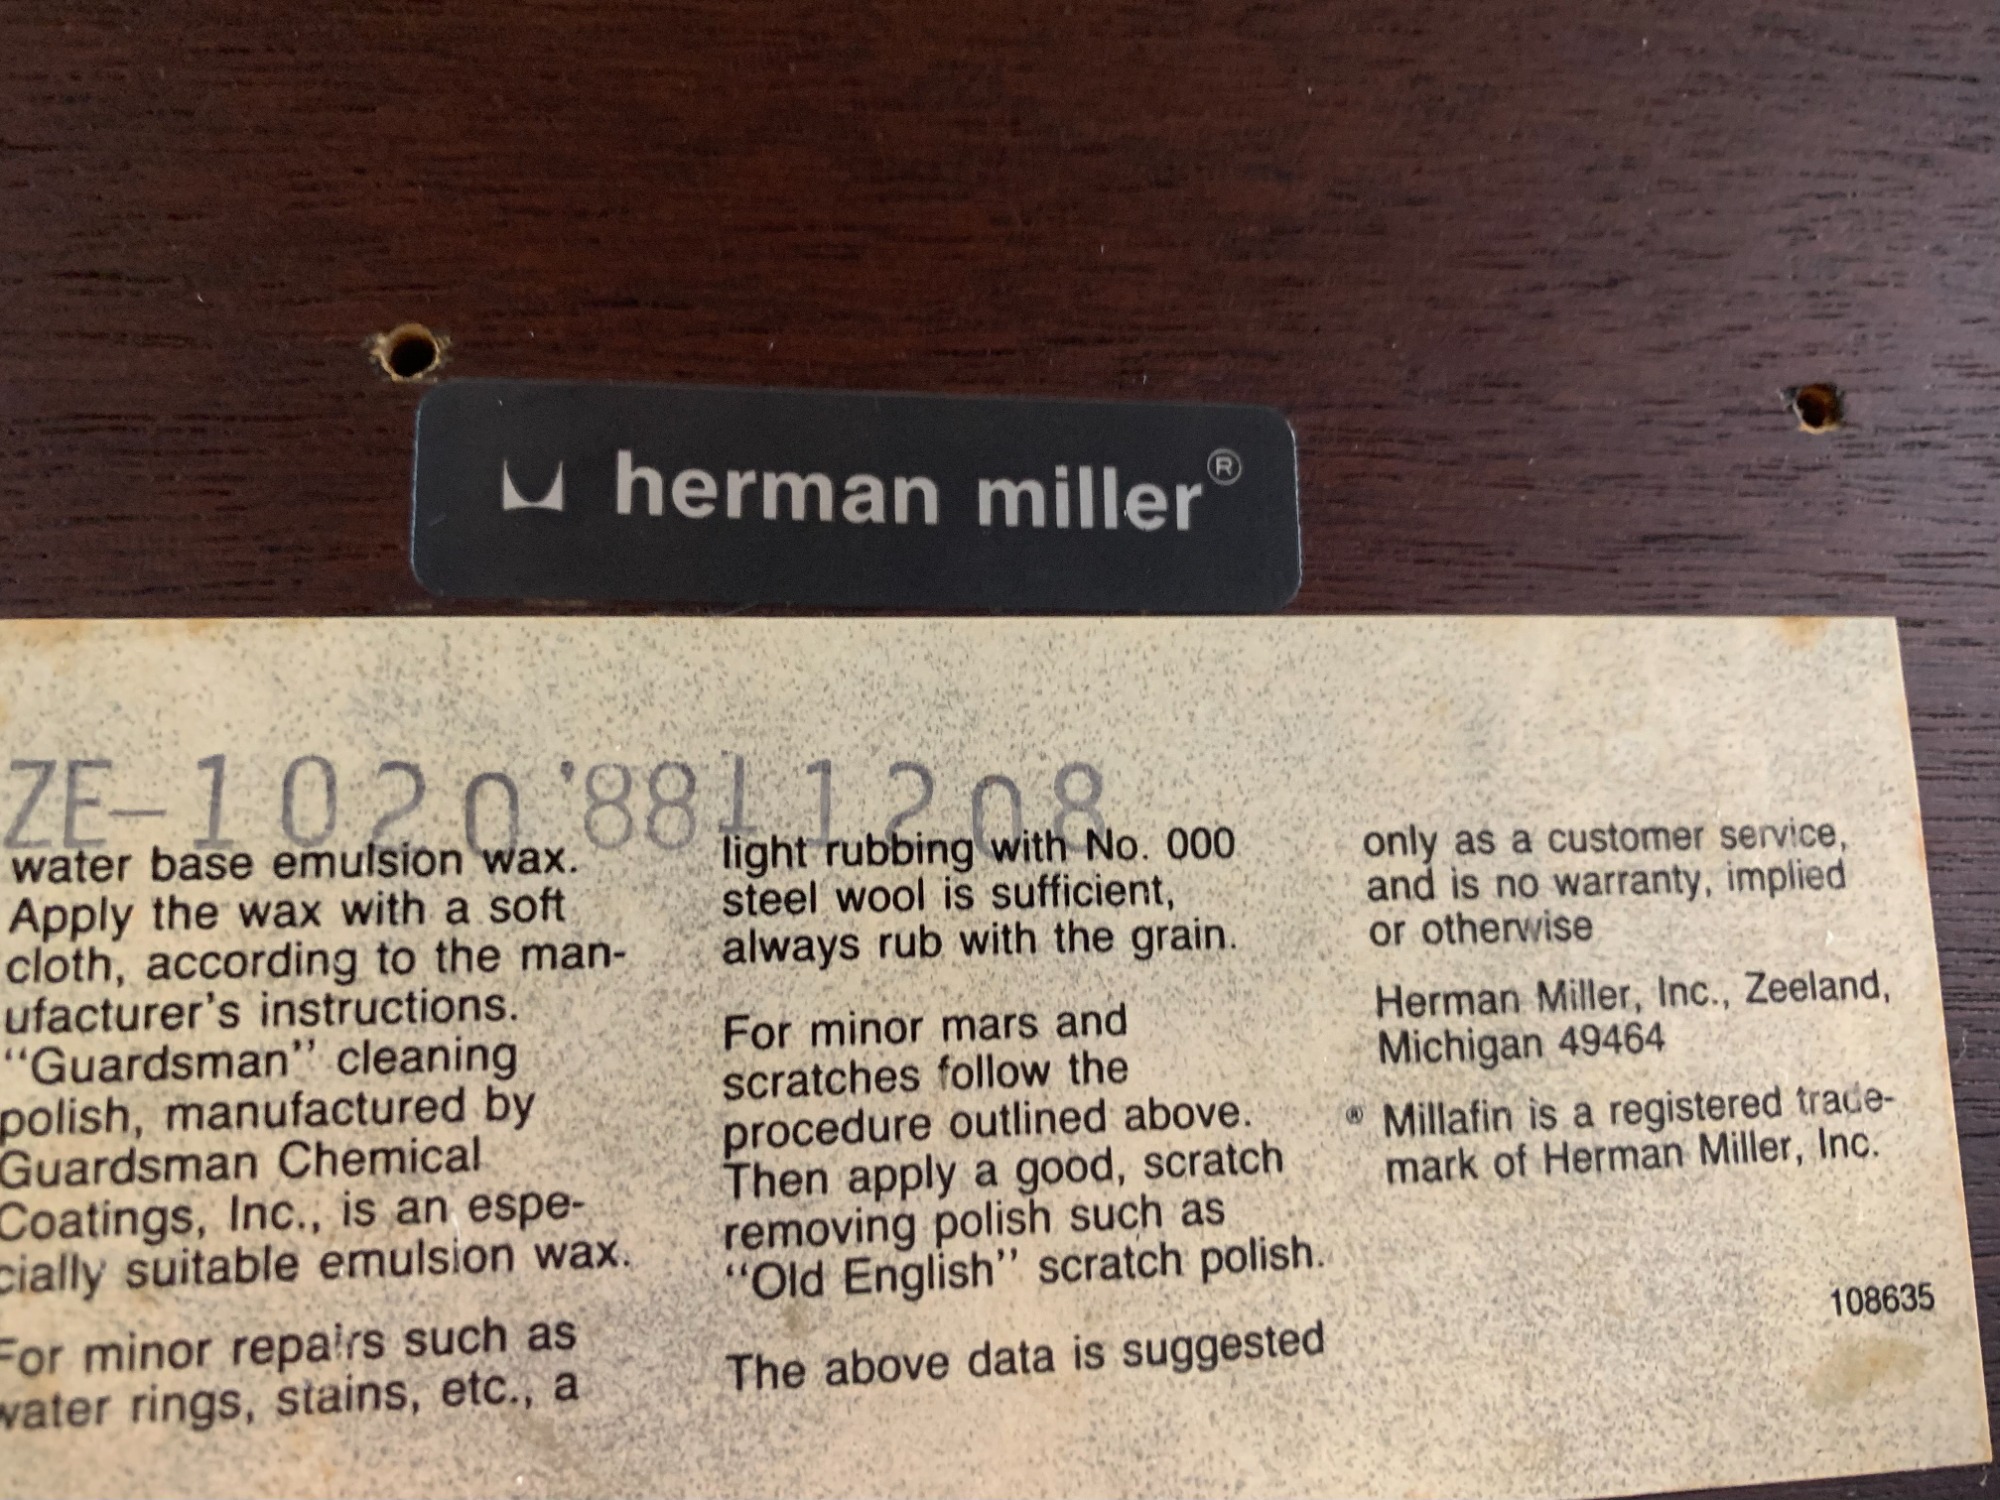 herman miller®
ZE-1020'8811208
water base emulsion wax.
Apply the wax with a soft
cloth, according to the man-
ufacturer's instructions.
"Guardsman" cleaning
polish, manufactured by
Guardsman Chemical
Coatings, Inc., is an espe-
cially suitable emulsion wax.
For minor repairs such as
water rings, stains, etc., a
light rubbing with No. 000
steel wool is sufficient,
always rub with the grain.
For minor mars and
scratches follow the
procedure outlined above.
Then apply a good, scratch
removing polish such as
"Old English" scratch polish.
The above data is suggested
only as a customer service,
and is no warranty, implied
or otherwise
Herman Miller, Inc., Zeeland,
Michigan 49464
® Millafin is a registered trade-
mark of Herman Miller, Inc.
108635